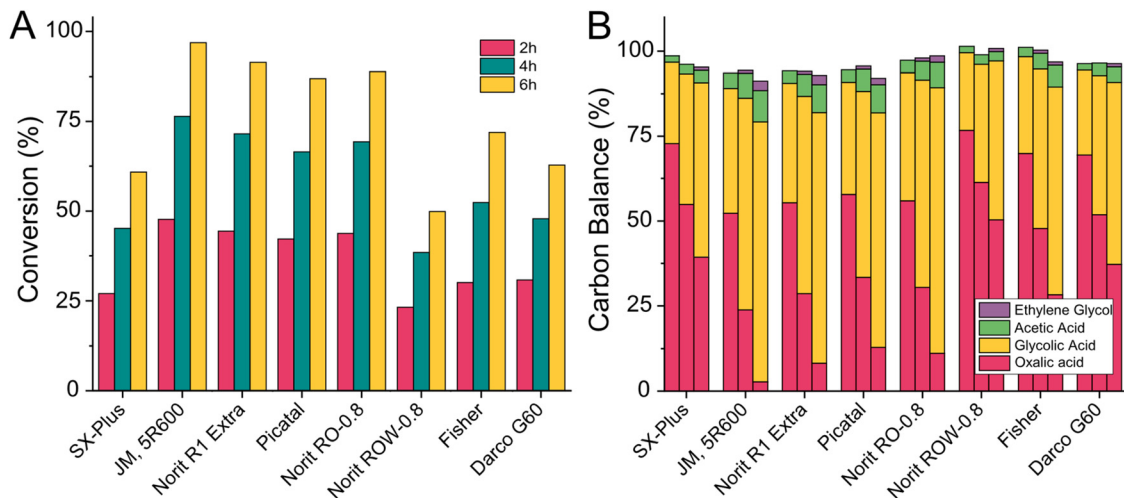 A
Conversion (%)
100
75
50
25
0
2h
4h
6h
SX-Plus
JM, 5R600
Norit R1 Extra
Picatal
Norit RO-0.8
Norit ROW-0.8
Fisher
Darco G60
B
Carbon Balance (%)
100
75
50
25
0
Ethylene Glycol
Acetic Acid
Glycolic Acid
Oxalic acid
SX-Plus
JM, 5R600
Norit R1 Extra
Picatal
Norit RO-0.8
Norit ROW-0.8
Fisher
Darco G60